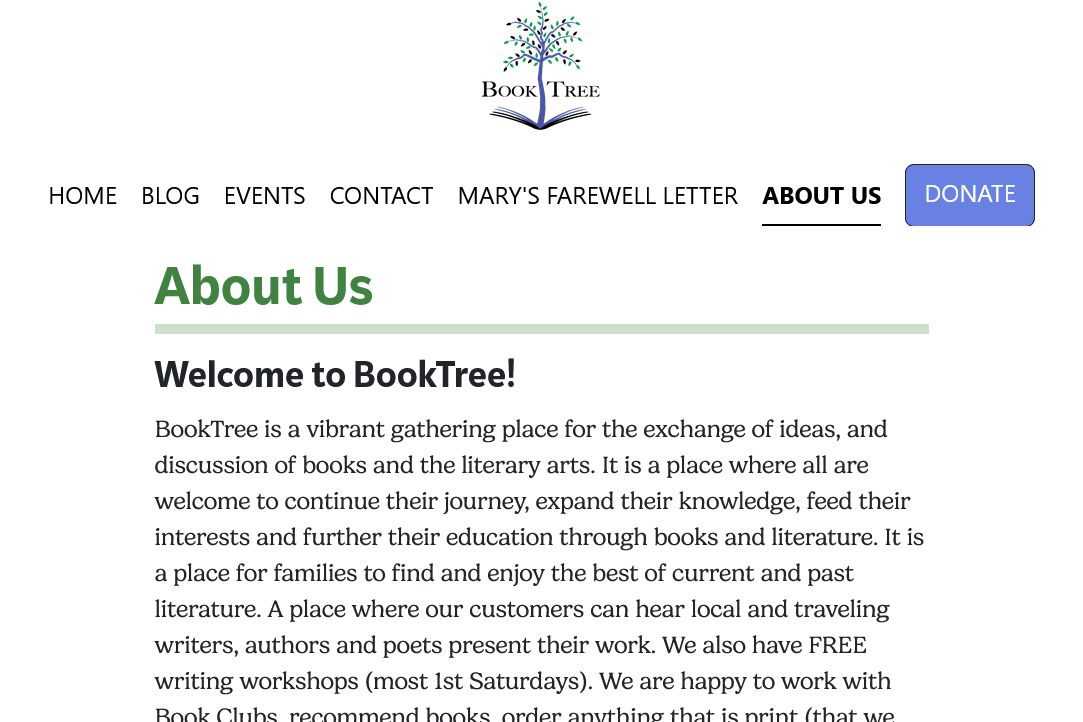 BOOK TREE
HOME BLOG EVENTS CONTACT MARY'S FAREWELL LETTER ABOUT US DONATE
About Us
Welcome to BookTree!
BookTree is a vibrant gathering place for the exchange of ideas, and
discussion of books and the literary arts. It is a place where all are
welcome to continue their journey, expand their knowledge, feed their
interests and further their education through books and literature. It is
a place for families to find and enjoy the best of current and past
literature. A place where our customers can hear local and traveling
writers, authors and poets present their work. We also have FREE
writing workshops (most 1st Saturdays). We are happy to work with
Book Clubs, recommend books, order anything that is print (that we